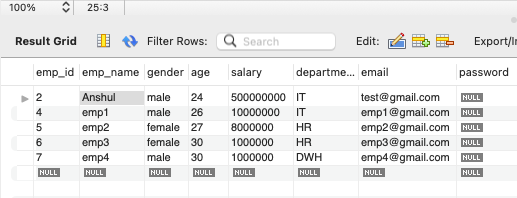 100% 25:3
Result Grid Filter Rows: Search Edit: Export/In
emp_id emp_name gender age salary departme... email password
2 Anshul male 24 500000000 IT test@gmail.com NULL
4 emp1 male 26 10000000 IT emp1@gmail.com NULL
5 emp2 female 27 8000000 HR emp2@gmail.com NULL
6 emp3 female 30 1000000 HR emp3@gmail.com NULL
7 emp4 male 30 1000000 DWH emp4@gmail.com NULL
NULL NULL NULL NULL NULL NULL NULL NULL